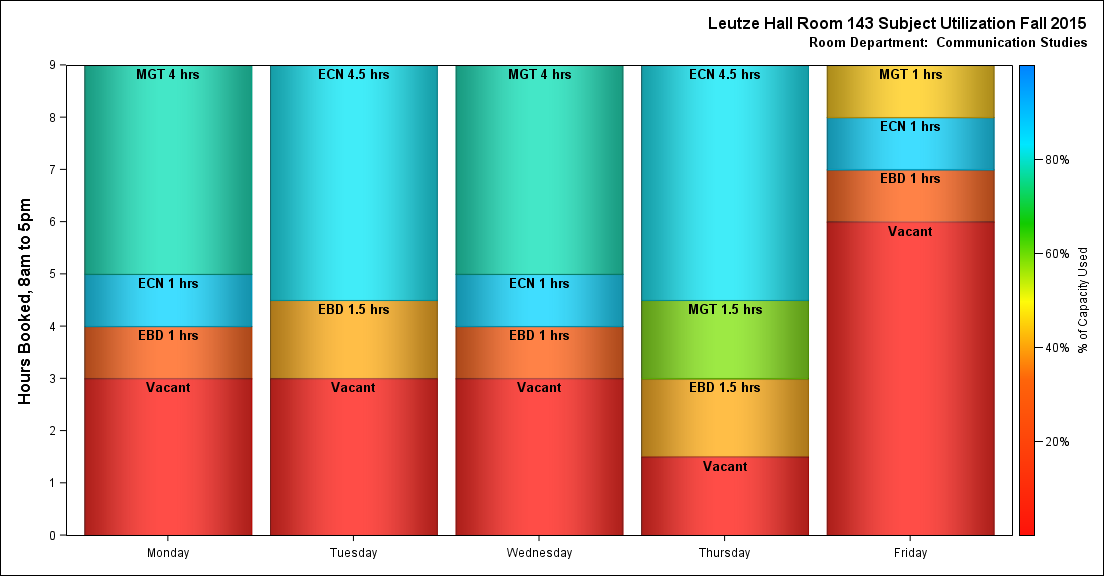 Leutze Hall Room 143 Subject Utilization Fall 2015
Room Department:  Communication Studies
Hours Booked, 8am to 5pm
9
8
7
6
5
4
3
2
1
0
MGT 4 hrs
ECN 1 hrs
EBD 1 hrs
Vacant
ECN 4.5 hrs
EBD 1.5 hrs
Vacant
MGT 4 hrs
ECN 1 hrs
EBD 1 hrs
Vacant
ECN 4.5 hrs
MGT 1.5 hrs
EBD 1.5 hrs
Vacant
MGT 1 hrs
ECN 1 hrs
EBD 1 hrs
Vacant
Monday
Tuesday
Wednesday
Thursday
Friday
80%
60%
40%
20%
% of Capacity Used